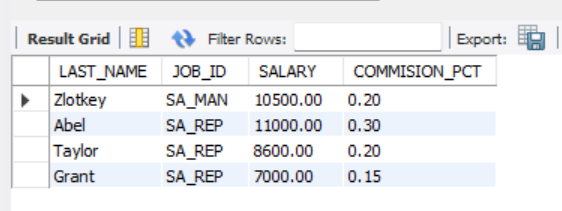 Result Grid Filter Rows: Export:
LAST_NAME JOB_ID SALARY COMMISION_PCT
Zlotkey SA_MAN 10500.00 0.20
Abel SA_REP 11000.00 0.30
Taylor SA_REP 8600.00 0.20
Grant SA_REP 7000.00 0.15